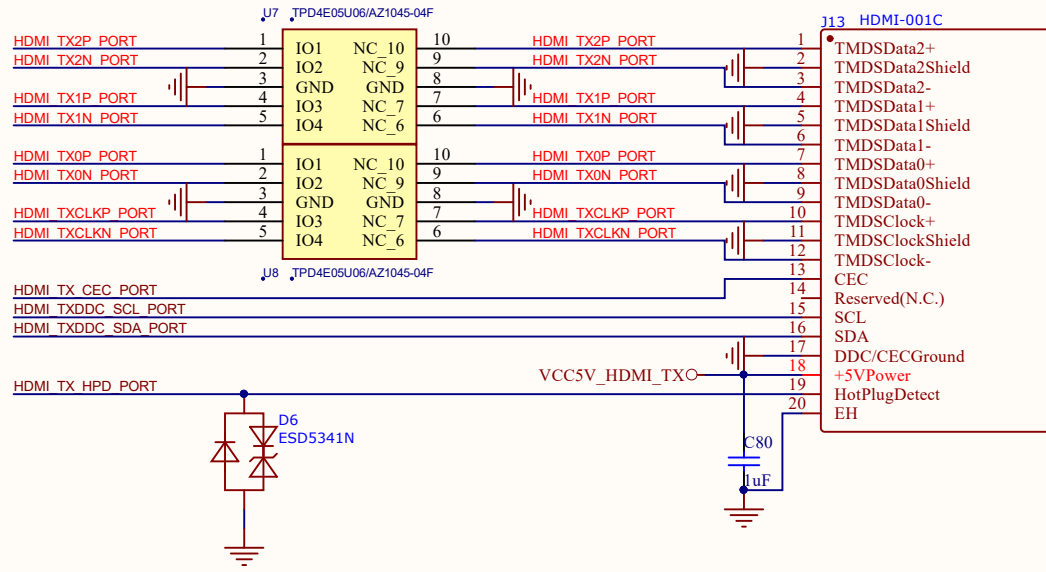 U7 TPD4E05U06/AZ1045-04F
J13 HDMI-001C
HDMI_TX2P_PORT 1 IO1 NC_10 10 HDMI_TX2P_PORT 1 TMDSData2+
HDMI_TX2N_PORT 2 IO2 NC_9 9 HDMI_TX2N_PORT 2 TMDSData2Shield
3 GND GND 8 3 TMDSData2-
HDMI_TX1P_PORT 4 IO3 NC_7 7 HDMI_TX1P_PORT 4 TMDSData1+
HDMI_TX1N_PORT 5 IO4 NC_6 6 HDMI_TX1N_PORT 5 TMDSData1Shield
6 TMDSData1-
HDMI_TX0P_PORT 1 IO1 NC_10 10 HDMI_TX0P_PORT 7 TMDSData0+
HDMI_TX0N_PORT 2 IO2 NC_9 9 HDMI_TX0N_PORT 8 TMDSData0Shield
3 GND GND 8 9 TMDSData0-
HDMI_TXCLKP_PORT 4 IO3 NC_7 7 HDMI_TXCLKP_PORT 10 TMDSClock+
HDMI_TXCLKN_PORT 5 IO4 NC_6 6 HDMI_TXCLKN_PORT 11 TMDSClockShield
12 TMDSClock-
U8 TPD4E05U06/AZ1045-04F
13 CEC
HDMI_TX_CEC_PORT 14 Reserved(N.C.)
HDMI_TXDDC_SCL_PORT 15 SCL
HDMI_TXDDC_SDA_PORT 16 SDA
17 DDC/CECGround
VCC5V_HDMI_TX 18 +5VPower
HDMI_TX_HPD_PORT 19 HotPlugDetect
20 EH
D6
ESD5341N
C80
1uF